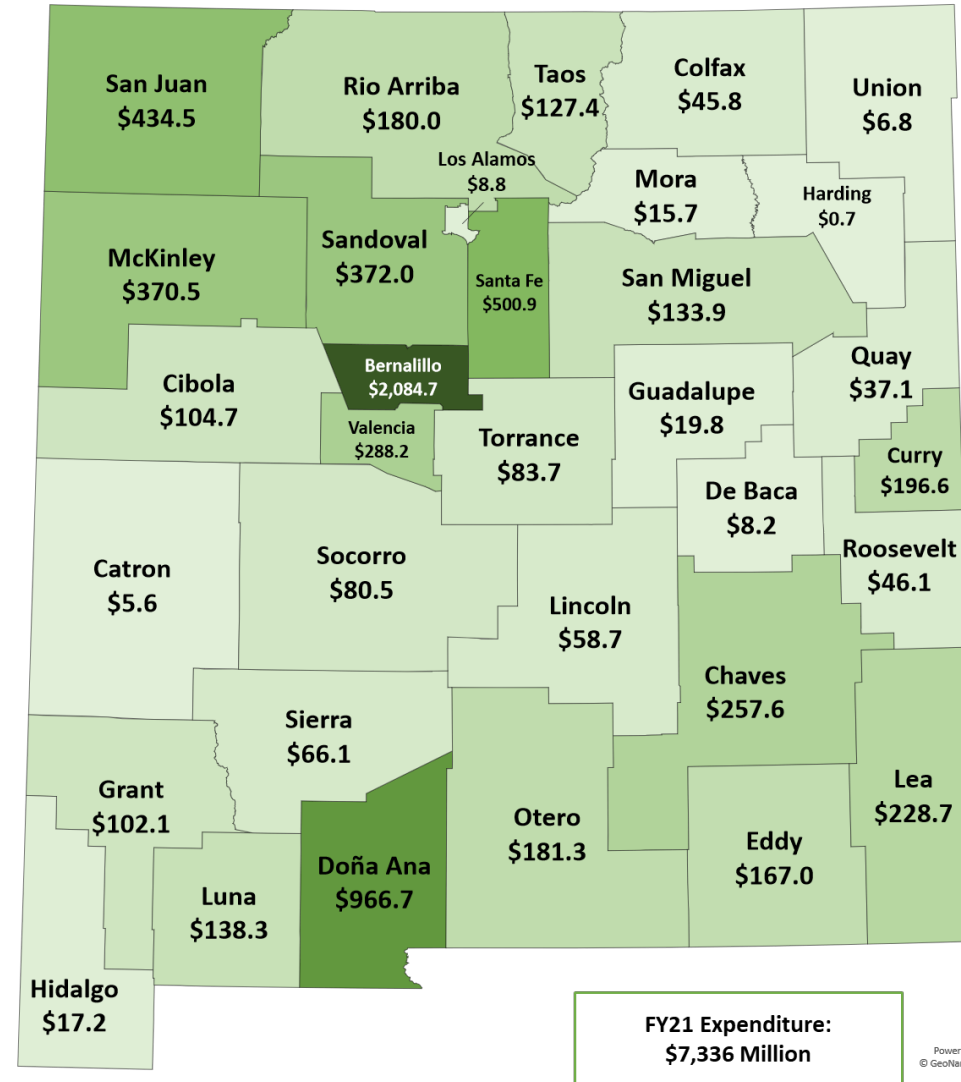 San Juan
$434.5
Rio Arriba
$180.0
Taos
$127.4
Colfax
$45.8
Union
$6.8
Los Alamos
$8.8
Mora
$15.7
Harding
$0.7
McKinley
$370.5
Sandoval
$372.0
Santa Fe
$500.9
San Miguel
$133.9
Bernalillo
$2,084.7
Cibola
$104.7
Valencia
$288.2
Torrance
$83.7
Guadalupe
$19.8
Quay
$37.1
Curry
$196.6
De Baca
$8.2
Roosevelt
$46.1
Catron
$5.6
Socorro
$80.5
Lincoln
$58.7
Chaves
$257.6
Sierra
$66.1
Grant
$102.1
Luna
$138.3
Doña Ana
$966.7
Otero
$181.3
Eddy
$167.0
Lea
$228.7
Hidalgo
$17.2
FY21 Expenditure:
$7,336 Million
Power
© GeoNa